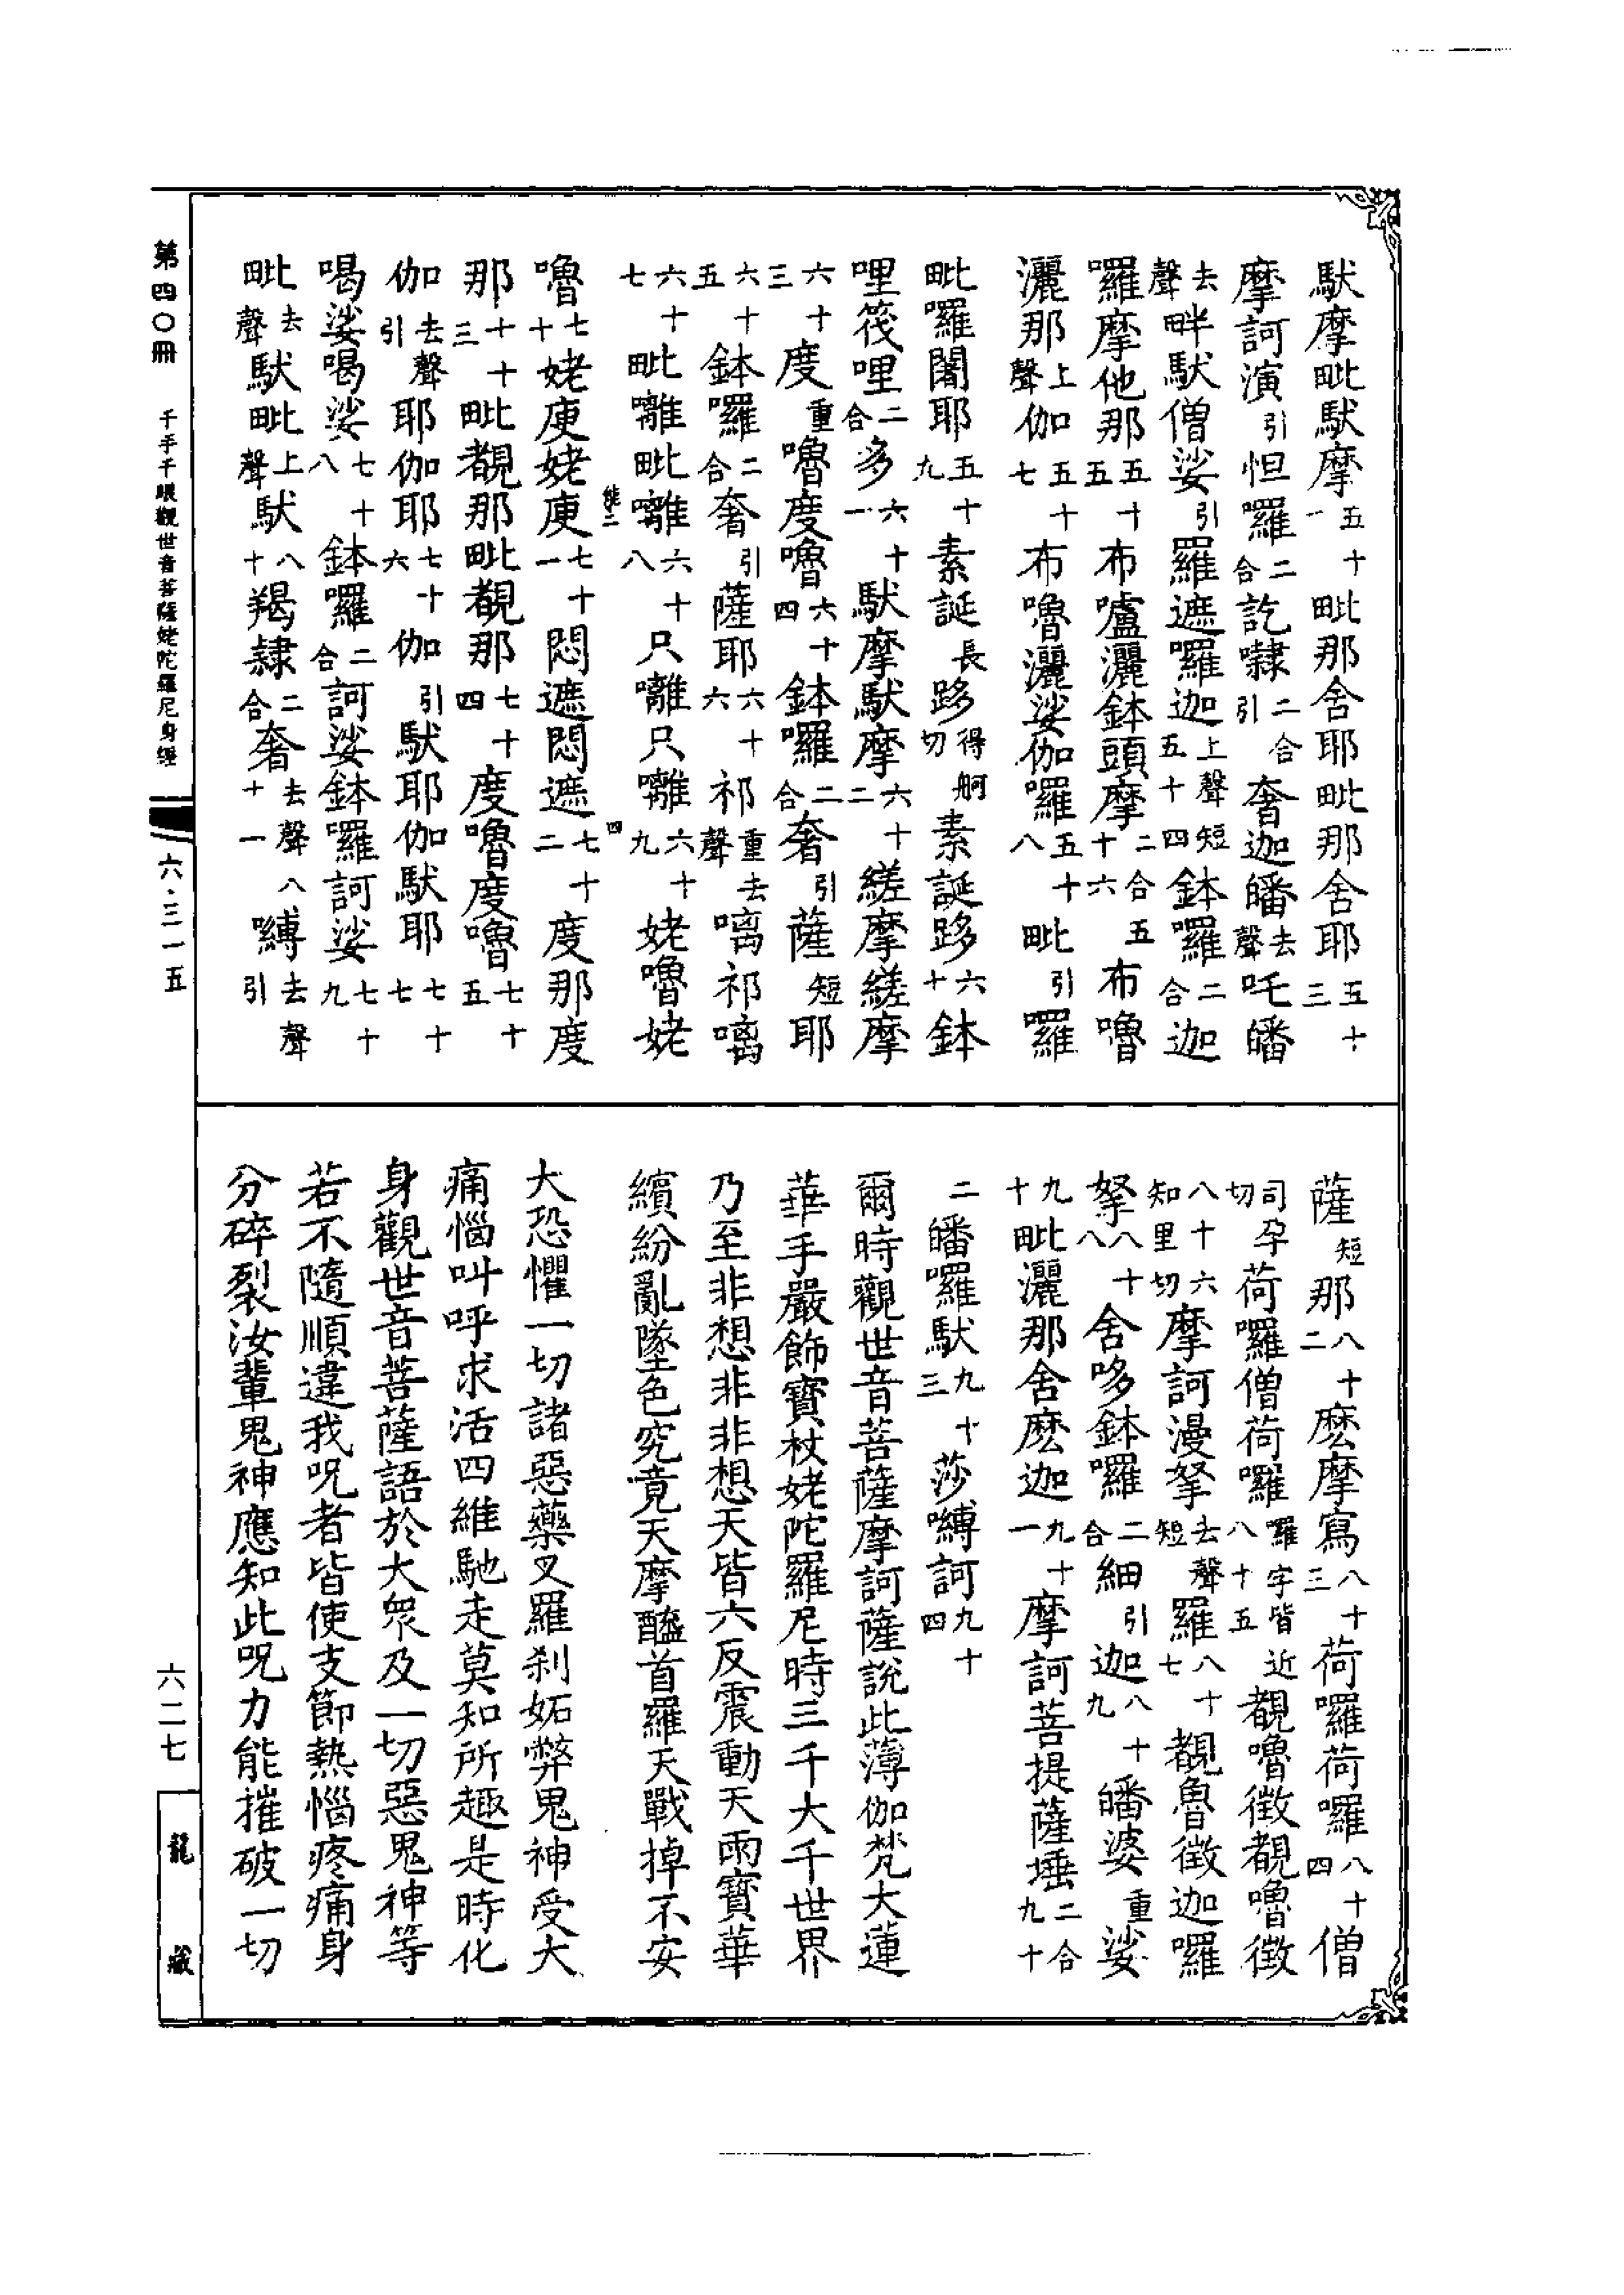 馱摩毗馱摩五十一毗那舍耶毗那舍耶五十三
摩訶演引怛囉二合訖㘑二合引奢迦皤去聲吒皤
去聲畔馱僧娑引羅遮囉迦上聲短五十四鉢囉二合迦
囉摩他那五十五布嚧灑鉢頭摩二合五十六布嚕
灑那上聲伽五十七布嚕灑娑伽囉五十八毗引囉
毗囉闍耶五十九素誕長跢得舸切素誕跢六十鉢
哩筏哩二合多六十一馱摩馱摩六十二縒摩縒摩
六十三度重嚕度嚕六十四鉢囉二合奢引薩短耶
六十五鉢囉二合奢引薩耶六十六祁重去聲㗚祁㗚
六十七毗離毗離六十八只離只離六十九姥嚕姥
嚕七十姥庾姥庾七十一悶遮悶遮七十二度那度
那十十三毗覩那毗覩那七十四度嚕度嚕七十五
伽去聲引耶伽耶七十六伽引馱耶伽馱耶七十七
喝娑喝娑七十八鉢囉二合訶娑鉢囉訶娑七十九
毗去聲馱毗上聲馱八十羯隸二合奢去聲八十一嚩去聲引
薩短那八十二麽摩寫八十三荷囉荷囉八十四僧
司孕切荷囉僧荷囉囉字皆近八十五覩嚕徵覩嚕徵
八十六知里切摩訶漫拏去聲短羅八十七覩魯徵迦囉
拏八十八舍哆鉢囉二合細引迦八十九皤婆重娑
九十毗灑那舍麽迦九十一摩訶菩提薩埵二合九十
二皤囉馱九十三莎嚩訶九十四
爾時觀世音菩薩摩訶薩說此薄伽梵大蓮
華手嚴飾寶杖姥陀羅尼時三千大千世界
乃至非想非非想天皆六反震動天雨寶華
繽紛亂墜色究竟天摩醯首羅天戰掉不安
大恐懼一切諸惡藥叉羅刹妬弊鬼神受大
痛惱叫呼求活四維馳走莫知所趣是時化
身觀世音菩薩語於大衆及一切惡鬼神等
若不隨順違我呪者皆使支節熱惱疼痛身
分碎裂汝輩鬼神應知此呪力能摧破一切
第四〇冊 千手千眼觀世音菩薩姥陀羅尼身經 六·三一五
六二七
龍藏